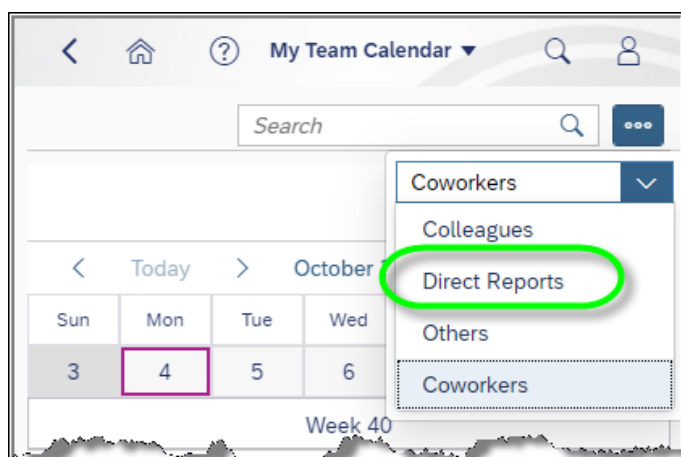 My Team Calendar
Search
Coworkers
Colleagues
Direct Reports
Others
Coworkers
Today October
Sun Mon Tue Wed
3 4 5 6
Week 40